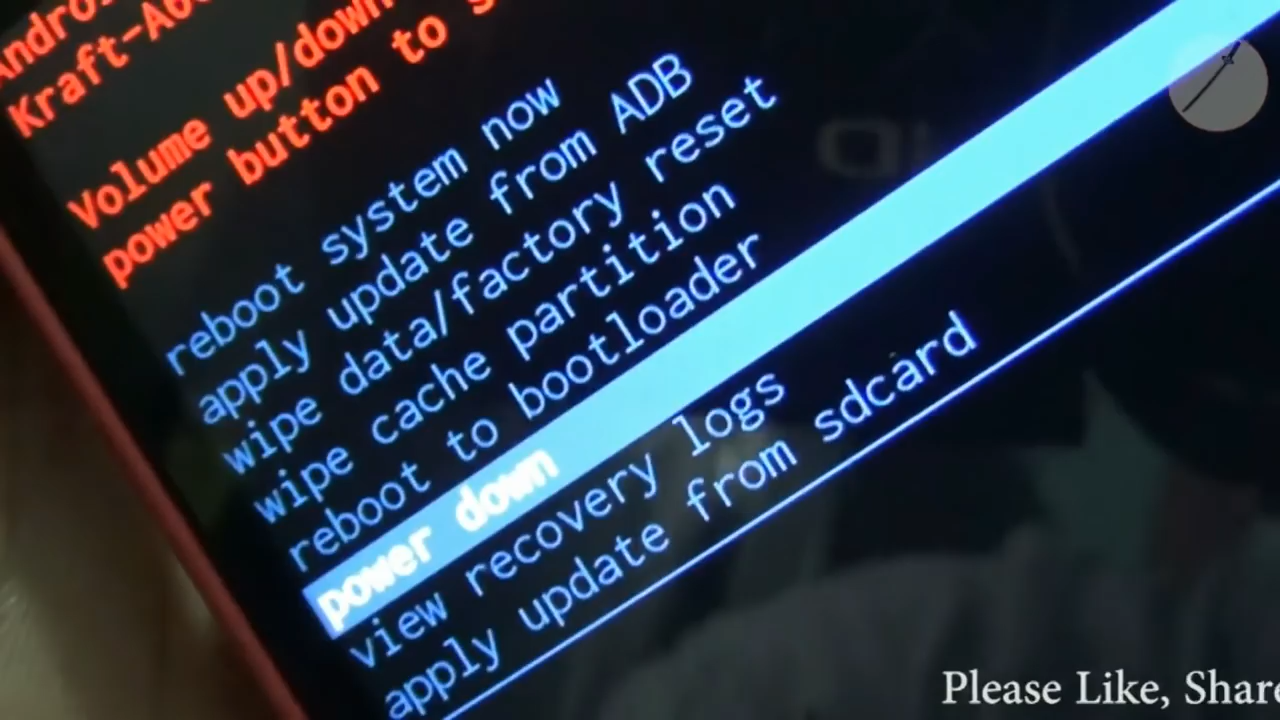 Kraft-A6
Volume up/down
power button to
reboot system now
apply update from ADB
wipe data/factory reset
wipe cache partition
reboot to bootloader
power down
view recovery logs
apply update from sdcard
Please Like, Share